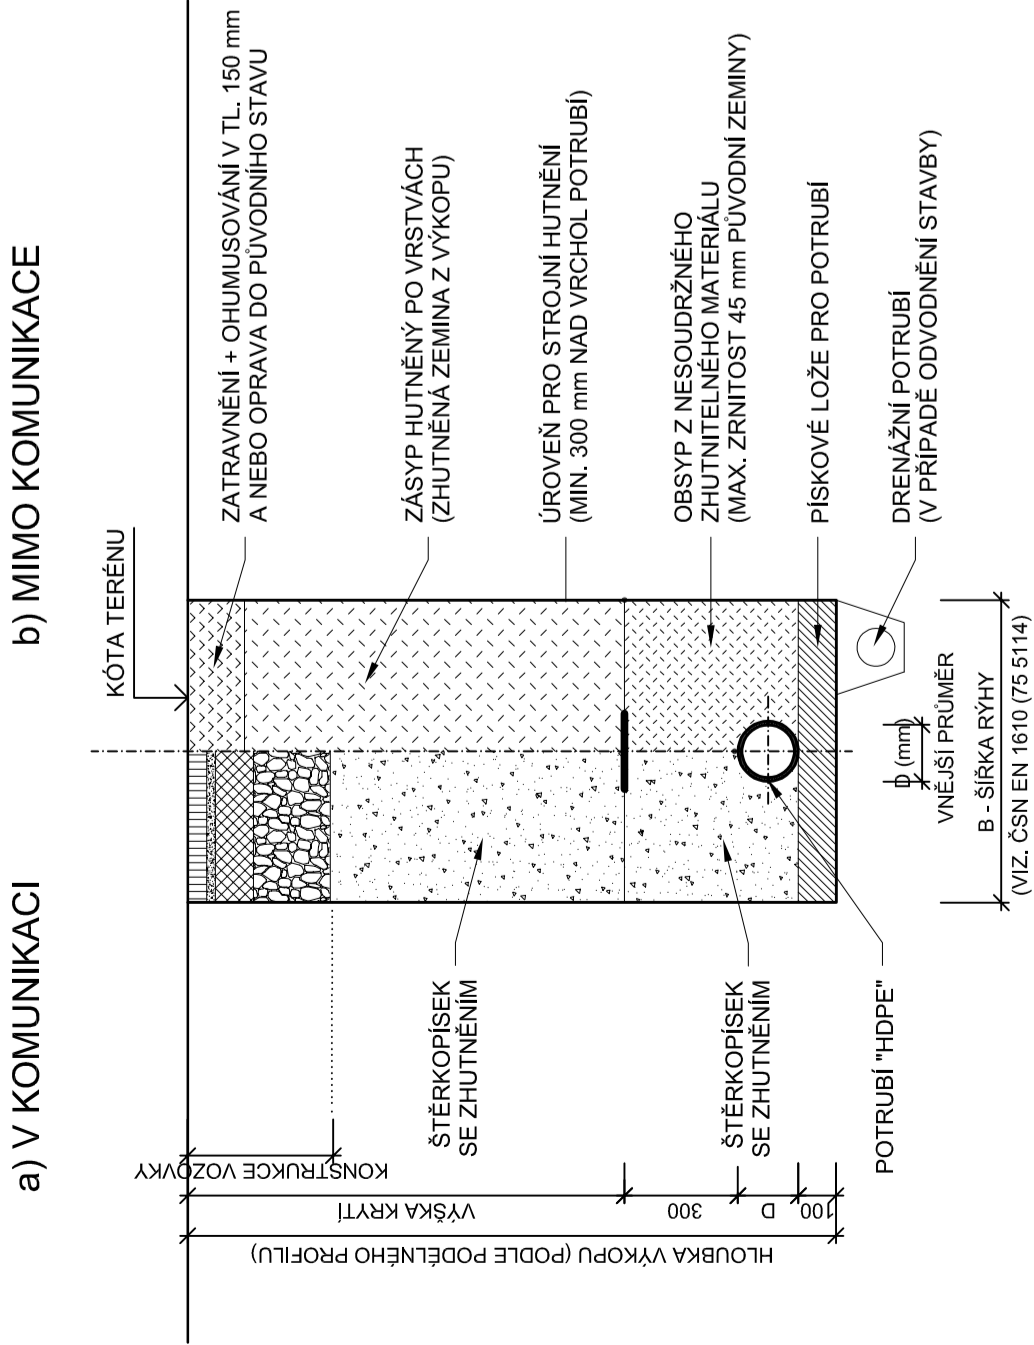 a) V KOMUNIKACI
b) MIMO KOMUNIKACE
KÓTA TERÉNU
ZATRAVNĚNÍ + OHUMUSOVÁNÍ V TL. 150 mm
A NEBO OPRAVA DO PŮVODNÍHO STAVU
ZÁSYP HUTNĚNÝ PO VRSTVÁCH
(ZHUTNĚNÁ ZEMINA Z VÝKOPU)
ÚROVEŇ PRO STROJNÍ HUTNĚNÍ
(MIN. 300 mm NAD VRCHOL POTRUBÍ)
OBSYP Z NESOUDRŽNÉHO
ZHUTNITELNÉHO MATERIÁLU
(MAX. ZRNITOST 45 mm PŮVODNÍ ZEMINY)
PÍSKOVÉ LOŽE PRO POTRUBÍ
DRENÁŽNÍ POTRUBÍ
(V PŘÍPADĚ ODVODNĚNÍ STAVBY)
ŠTĚRKOPÍSEK
SE ZHUTNĚNÍM
ŠTĚRKOPÍSEK
SE ZHUTNĚNÍM
POTRUBÍ "HDPE"
KONSTRUKCE VOZOVKY
VÝŠKA KRYTÍ
300
D
100
HLOUBKA VÝKOPU (PODLE PODÉLNÉHO PROFILU)
D (mm)
VNĚJŠÍ PRŮMĚR
B - ŠÍŘKA RÝHY
(VIZ. ČSN EN 1610 (75 5114)